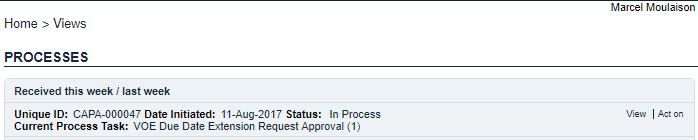 Marcel Moulaison
Home > Views
PROCESSES
Received this week / last week
Unique ID: CAPA-000047 Date Initiated: 11-Aug-2017 Status: In Process View | Act on
Current Process Task: VOE Due Date Extension Request Approval (1)